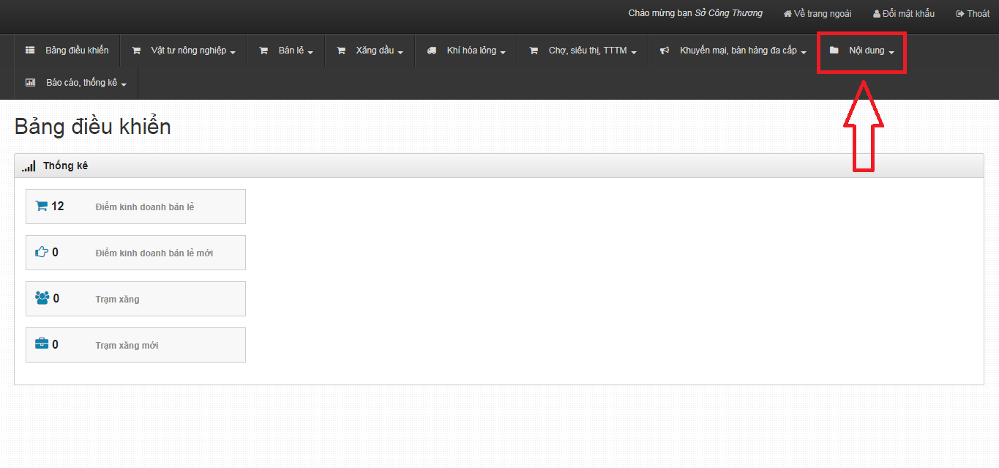 Chào mừng bạn Sở Công Thương Về trang ngoài Đổi mật khẩu Thoát
Bảng điều khiển Vật tư nông nghiệp Bán lẻ Xăng dầu Khí hóa lỏng Chợ, siêu thị, TTTM Khuyến mại, bán hàng đa cấp Nội dung
Báo cáo, thống kê
Bảng điều khiển
Thống kê
12 Điểm kinh doanh bán lẻ
0 Điểm kinh doanh bán lẻ mới
0 Trạm xăng
0 Trạm xăng mới